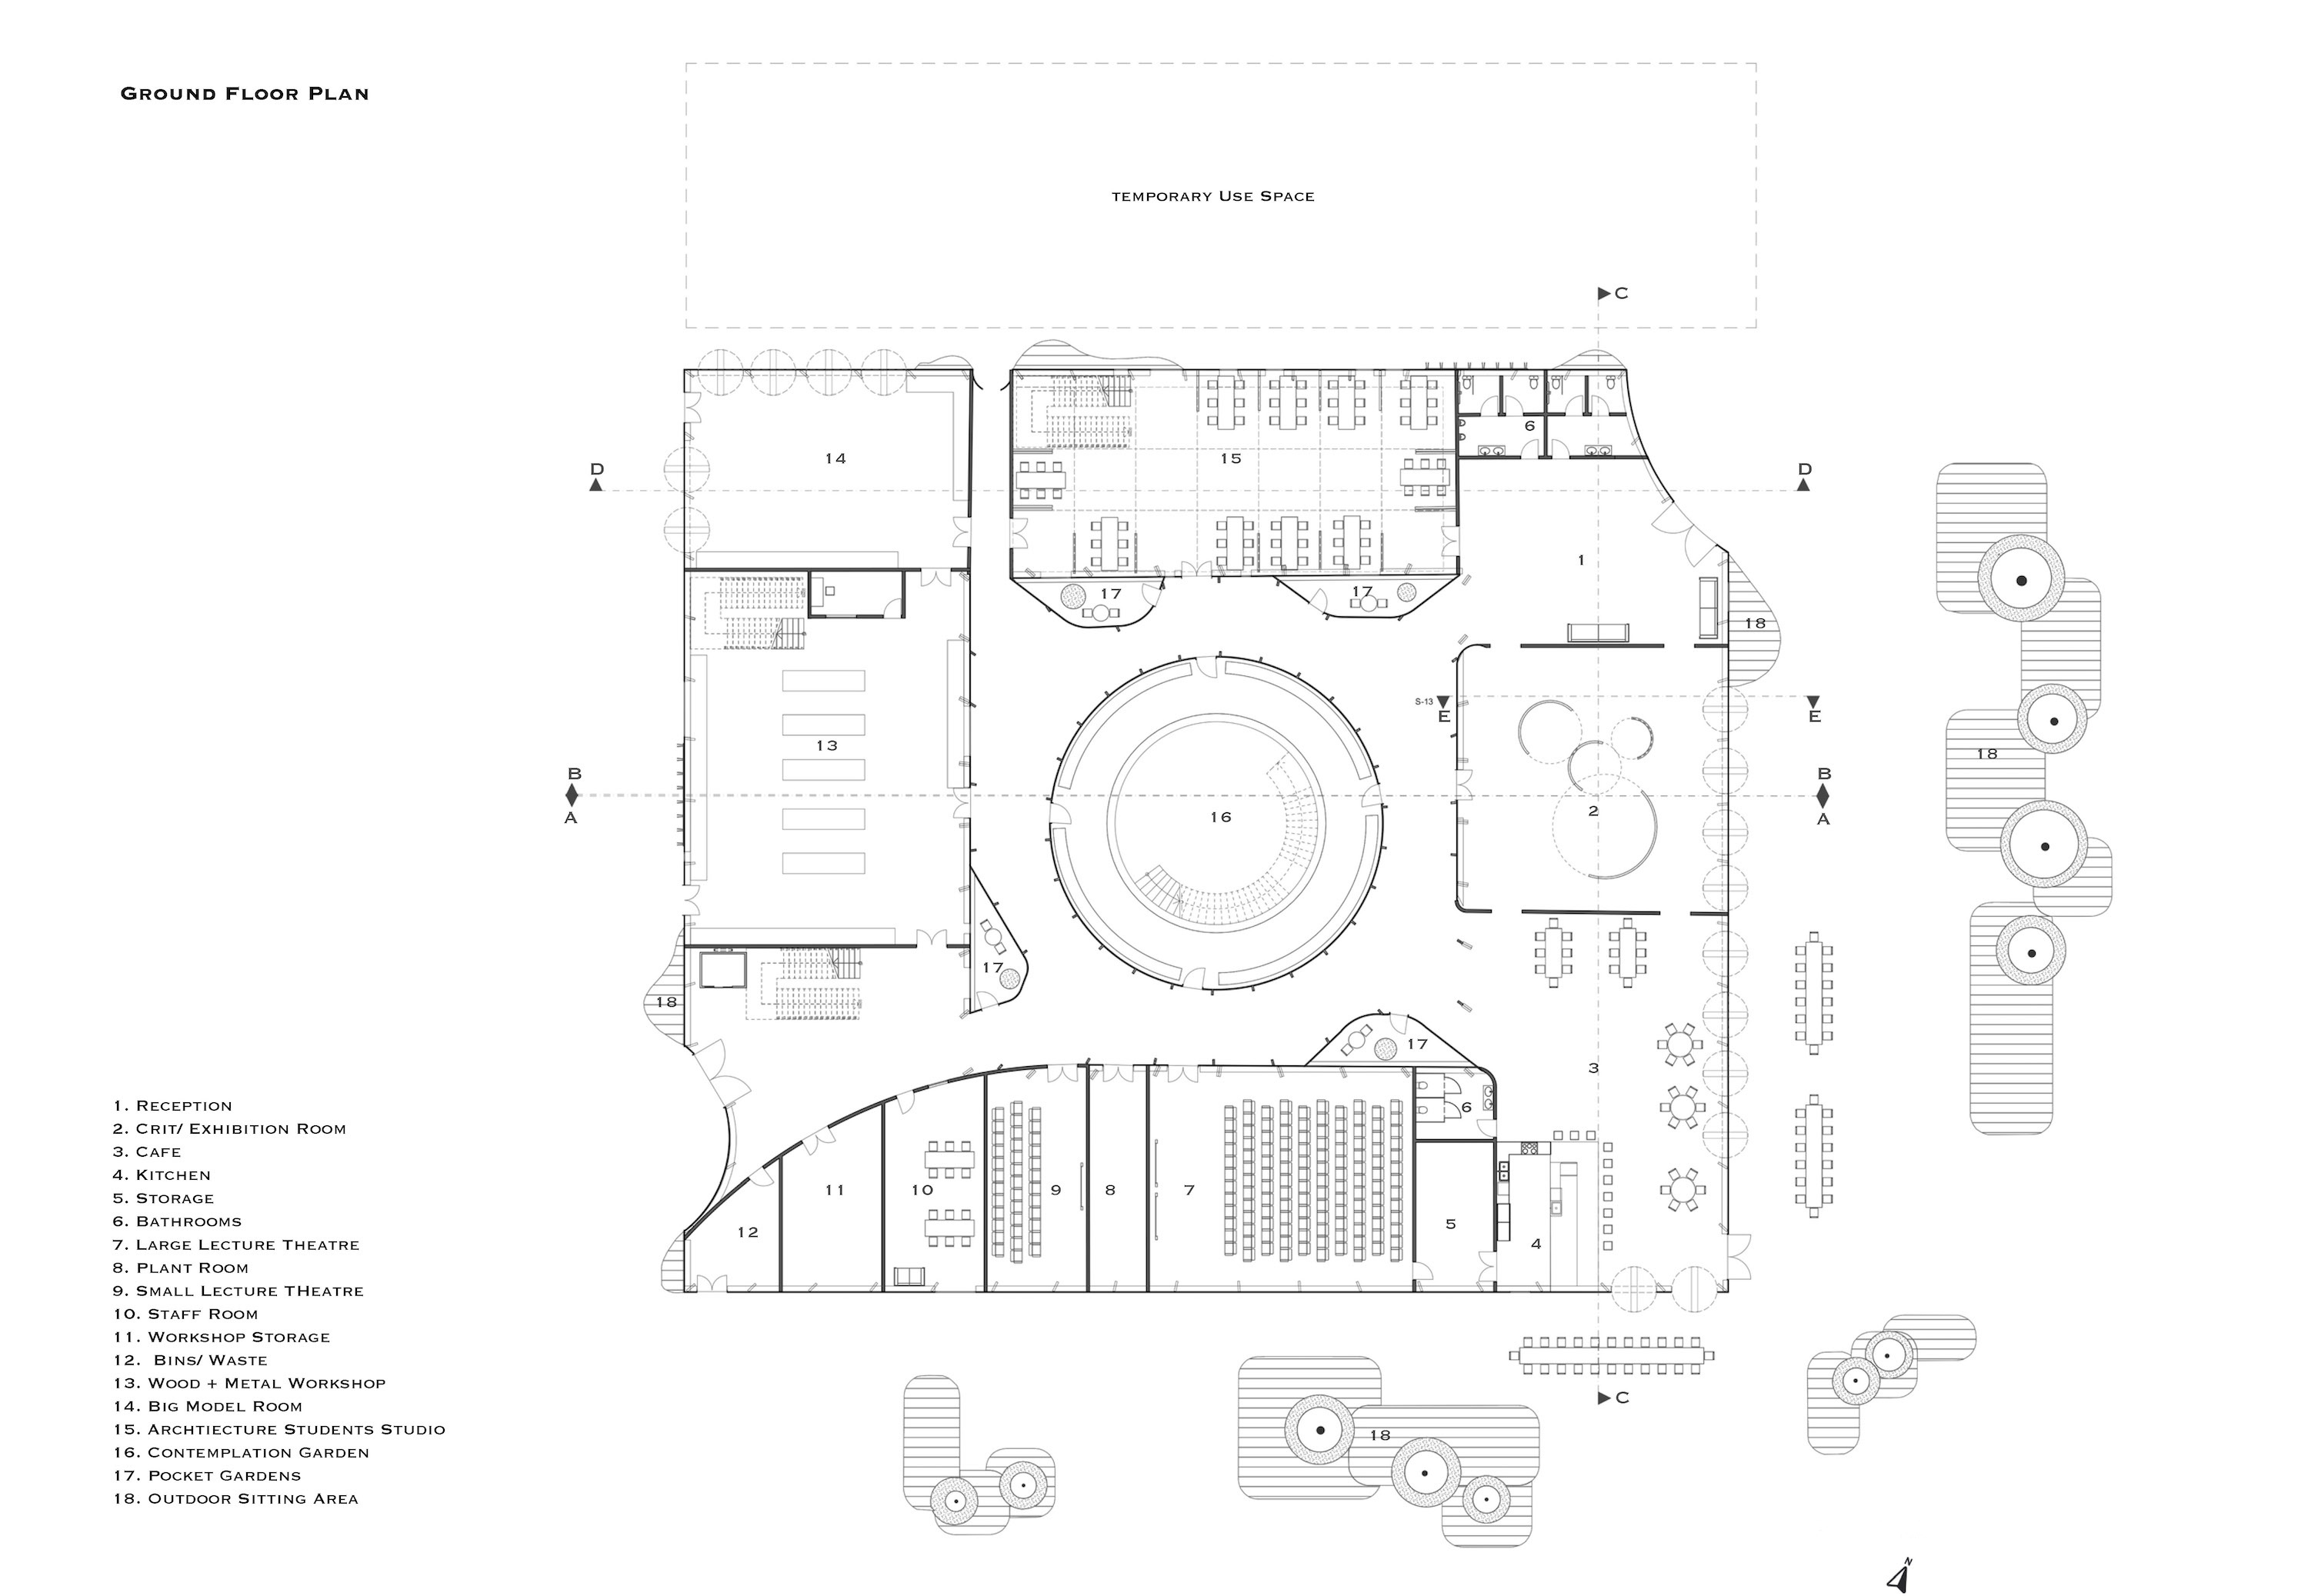 Ground Floor Plan
temporary Use Space
C
14
15
6
D
D
1
17
17
18
S-13
E
E
13
18
B
B
2
16
A
A
17
18
17
3
6
11
10
9
8
7
12
5
4
1. Reception
2. Crit/ Exhibition Room
3. Cafe
4. Kitchen
5. Storage
6. Bathrooms
7. Large Lecture Theatre
8. Plant Room
9. Small Lecture THeatre
10. Staff Room
11. Workshop Storage
12. Bins/ Waste
13. Wood + Metal Workshop
14. Big Model Room
15. Archtiecture Students Studio
16. Contemplation Garden
17. Pocket Gardens
18. Outdoor Sitting Area
C
18
N